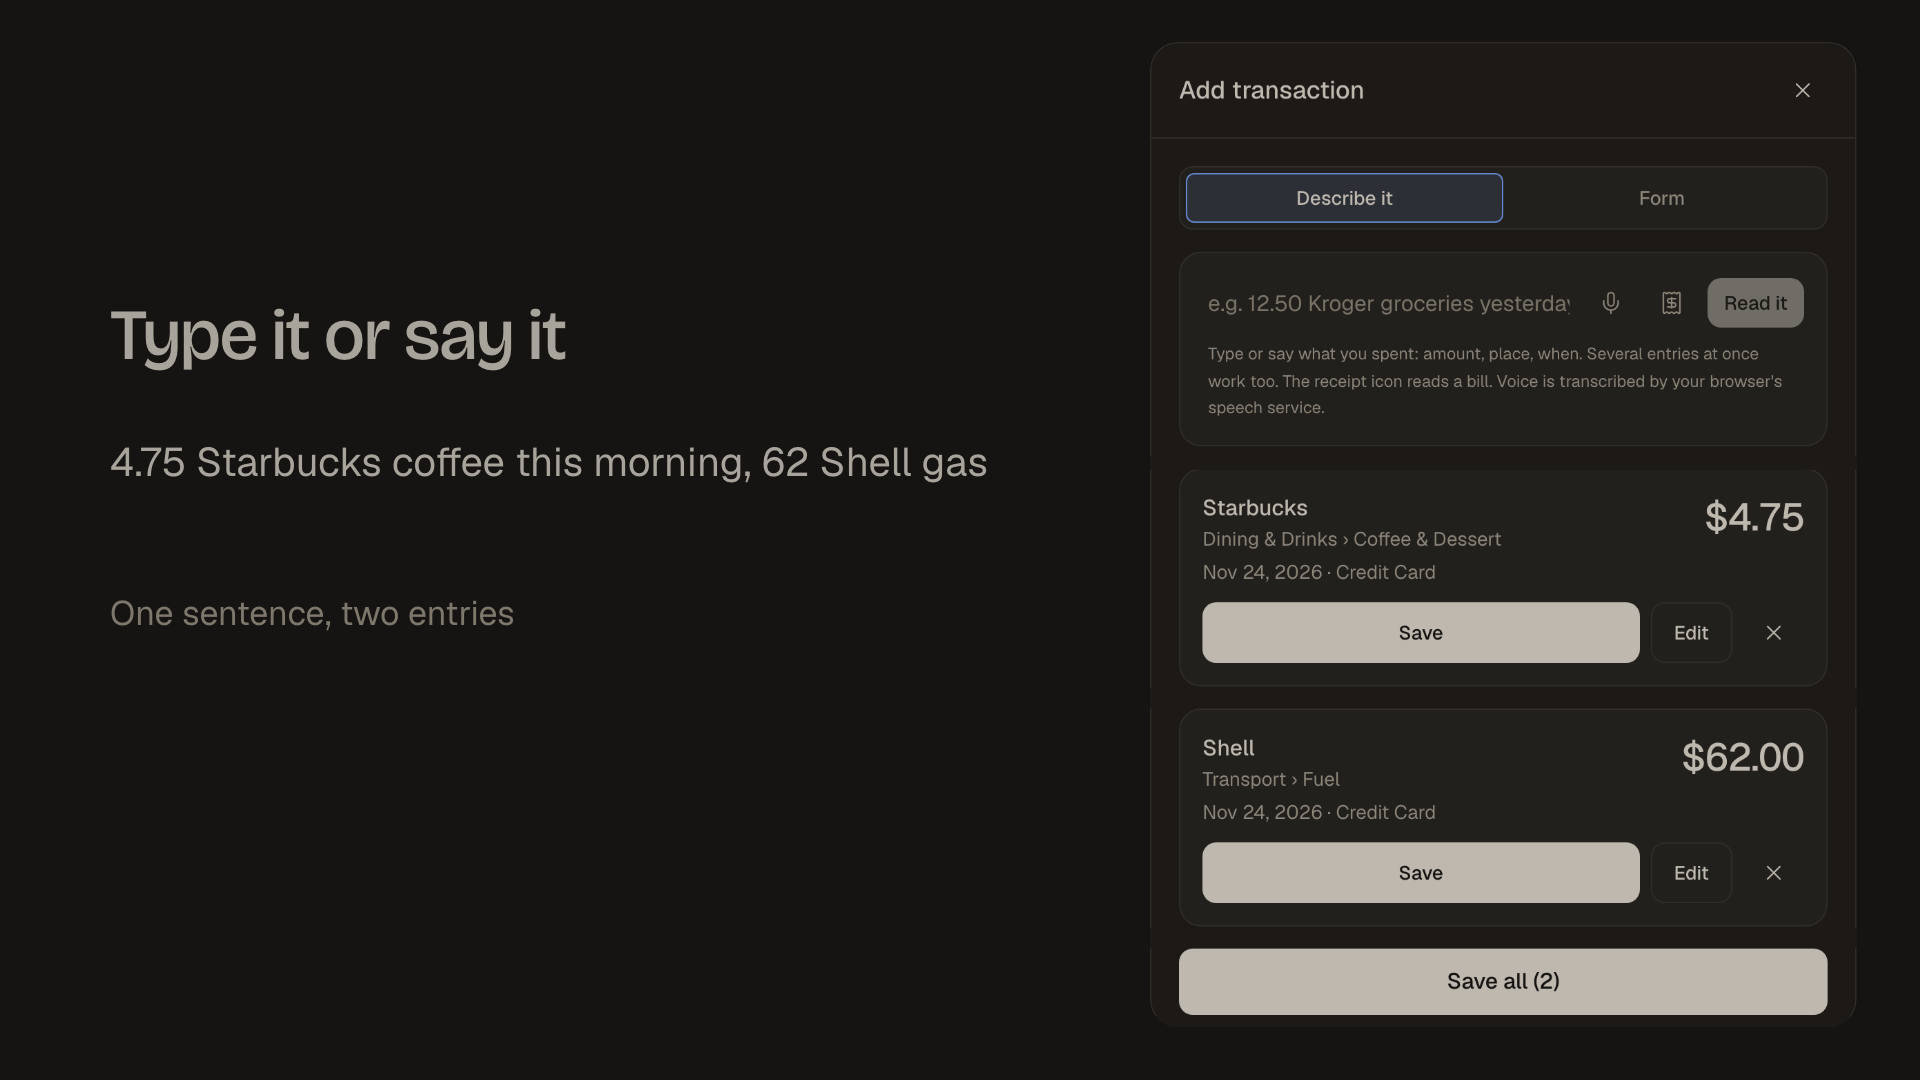 Type it or say it
4.75 Starbucks coffee this morning, 62 Shell gas
One sentence, two entries
Add transaction
Describe it
Form
e.g. 12.50 Kroger groceries yesterday
Read it
Type or say what you spent: amount, place, when. Several entries at once
work too. The receipt icon reads a bill. Voice is transcribed by your browser's
speech service.
Starbucks
$4.75
Dining & Drinks › Coffee & Dessert
Nov 24, 2026 · Credit Card
Save
Edit
Shell
$62.00
Transport › Fuel
Nov 24, 2026 · Credit Card
Save
Edit
Save all (2)